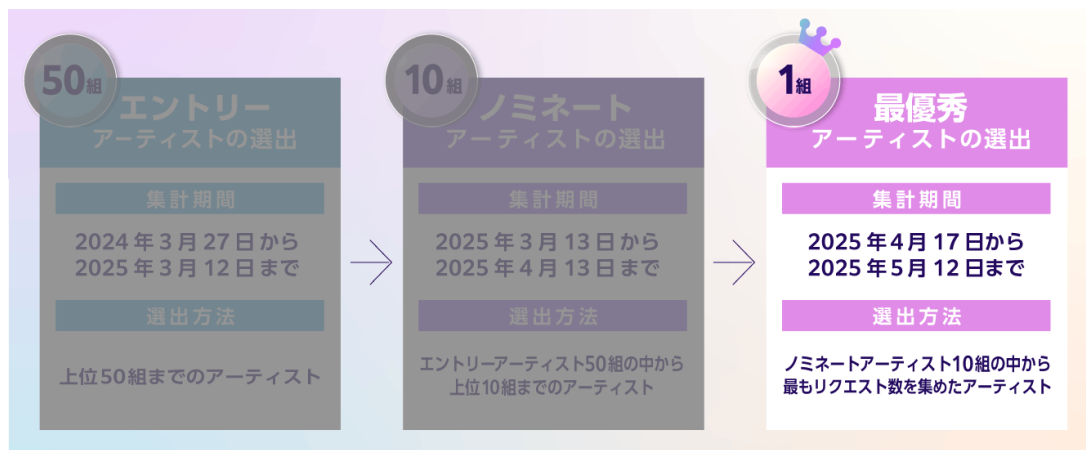 50組
エントリー
アーティストの選出
集計期間
2024年3月27日から
2025年3月12日まで
選出方法
上位50組までのアーティスト
10組
ノミネート
アーティストの選出
集計期間
2025年3月13日から
2025年4月13日まで
選出方法
エントリーアーティスト50組の中から
上位10組までのアーティスト
1組
最優秀
アーティストの選出
集計期間
2025年4月17日から
2025年5月12日まで
選出方法
ノミネートアーティスト10組の中から
最もリクエスト数を集めたアーティスト